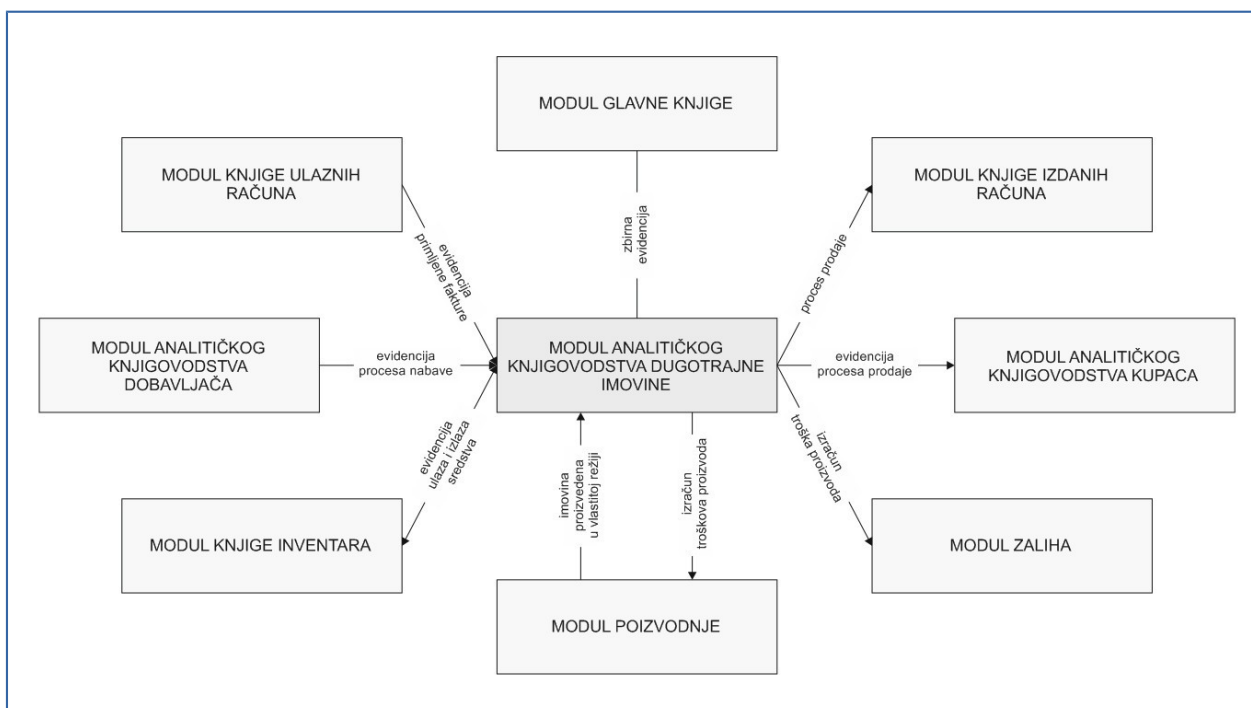 MODUL GLAVNE KNJIGE
MODUL KNJIGE ULAZNIH
RAČUNA
MODUL KNJIGE IZDANIH
RAČUNA
evidencija
primljene fakture
zbirna
evidencija
proces prodaje
MODUL ANALITIČKOG
KNJIGOVODSTVA
DOBAVLJAČA
evidencija
procesa nabave
MODUL ANALITIČKOG
KNJIGOVODSTVA DUGOTRAJNE
IMOVINE
evidencija
procesa prodaje
MODUL ANALITIČKOG
KNJIGOVODSTVA KUPACA
evidencija
ulaza i izlaza
sredstva
imovina
proizvedena
u vlastitoj režiji
izračun
troškova proizvoda
izračun
troška proizvoda
MODUL KNJIGE INVENTARA
MODUL ZALIHA
MODUL POIZVODNJE